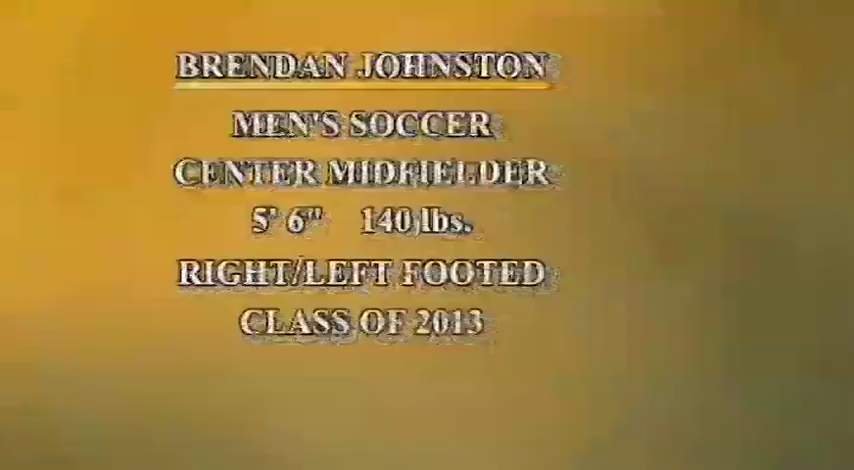 BRENDAN JOHNSTON
MEN'S SOCCER
CENTER MIDFIELDER
5' 6" 140 lbs.
RIGHT/LEFT FOOTED
CLASS OF 2013